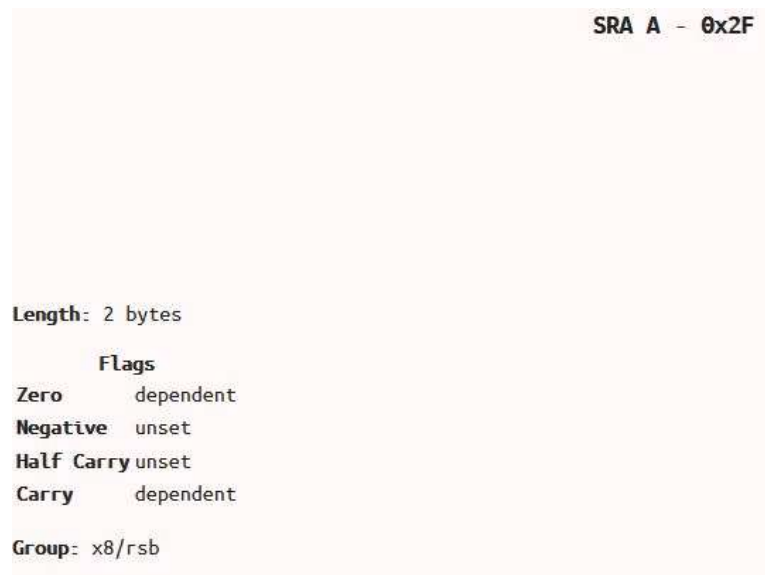 SRA A - 0x2F
Length: 2 bytes
Flags
Zero dependent
Negative unset
Half Carry unset
Carry dependent
Group: x8/rsb